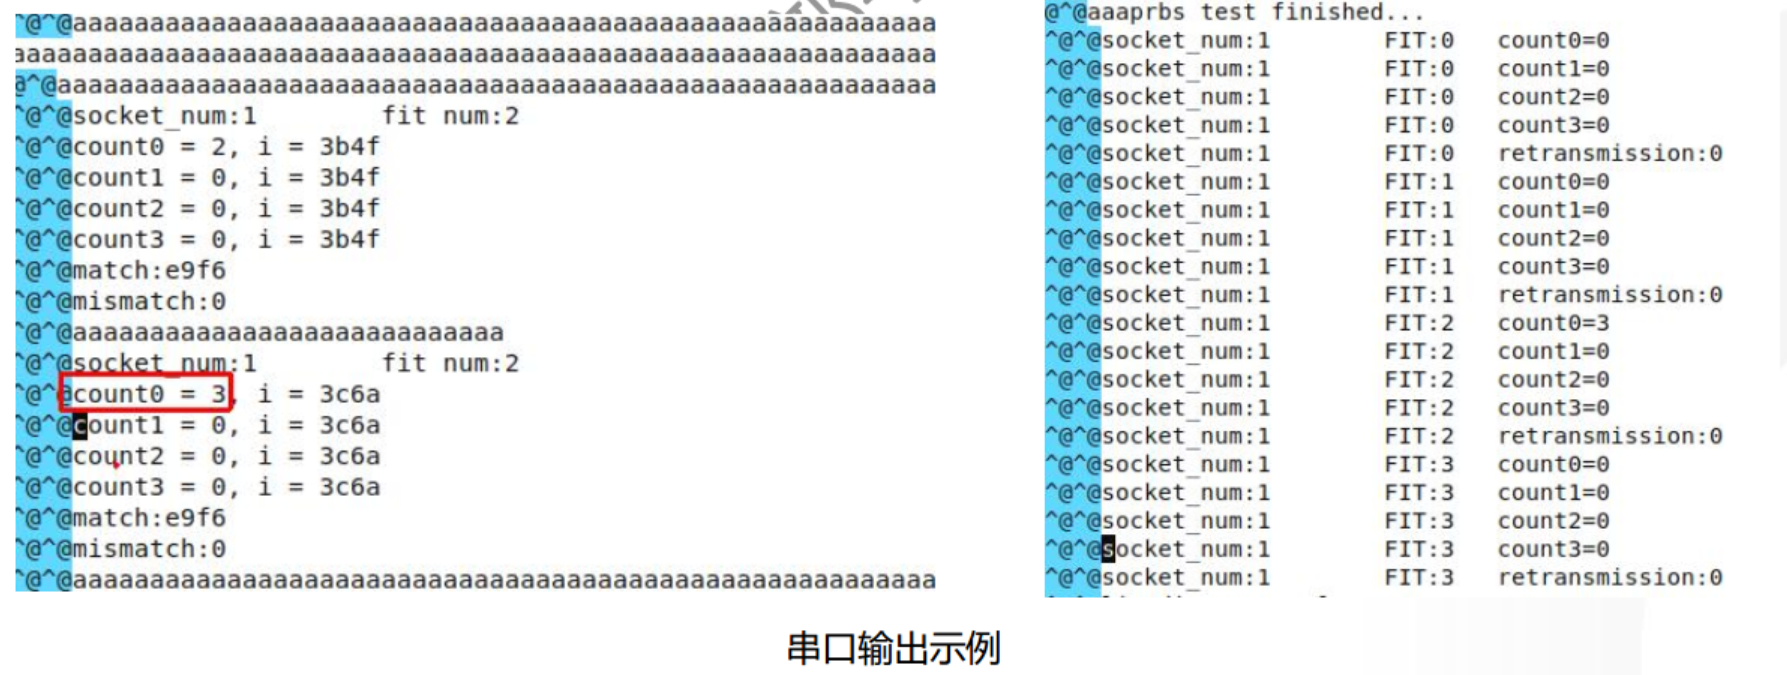 ^@^@aaaaaaaaaaaaaaaaaaaaaaaaaaaaaaaaaaaaaaaaaaaaaaaaaaaaaaaa
aaaaaaaaaaaaaaaaaaaaaaaaaaaaaaaaaaaaaaaaaaaaaaaaaaaaaaaaaaaa
@^@aaaaaaaaaaaaaaaaaaaaaaaaaaaaaaaaaaaaaaaaaaaaaaaaaaaaaaaaa
^@^@socket_num:1        fit num:2
^@^@count0 = 2, i = 3b4f
^@^@count1 = 0, i = 3b4f
^@^@count2 = 0, i = 3b4f
^@^@count3 = 0, i = 3b4f
^@^@match:e9f6
^@^@mismatch:0
^@^@aaaaaaaaaaaaaaaaaaaaaaaaaaaa
^@^@socket_num:1        fit num:2
^@^@count0 = 3, i = 3c6a
^@^@count1 = 0, i = 3c6a
^@^@count2 = 0, i = 3c6a
^@^@count3 = 0, i = 3c6a
^@^@match:e9f6
^@^@mismatch:0
^@^@aaaaaaaaaaaaaaaaaaaaaaaaaaaaaaaaaaaaaaaaaaaaaaaaaaaaaaaa
@^@aaaprbs test finished...
^@^@socket_num:1        FIT:0   count0=0
^@^@socket_num:1        FIT:0   count1=0
^@^@socket_num:1        FIT:0   count2=0
^@^@socket_num:1        FIT:0   count3=0
^@^@socket_num:1        FIT:0   retransmission:0
^@^@socket_num:1        FIT:1   count0=0
^@^@socket_num:1        FIT:1   count1=0
^@^@socket_num:1        FIT:1   count2=0
^@^@socket_num:1        FIT:1   count3=0
^@^@socket_num:1        FIT:1   retransmission:0
^@^@socket_num:1        FIT:2   count0=3
^@^@socket_num:1        FIT:2   count1=0
^@^@socket_num:1        FIT:2   count2=0
^@^@socket_num:1        FIT:2   count3=0
^@^@socket_num:1        FIT:2   retransmission:0
^@^@socket_num:1        FIT:3   count0=0
^@^@socket_num:1        FIT:3   count1=0
^@^@socket_num:1        FIT:3   count2=0
^@^@socket_num:1        FIT:3   count3=0
^@^@socket_num:1        FIT:3   retransmission:0
串口输出示例